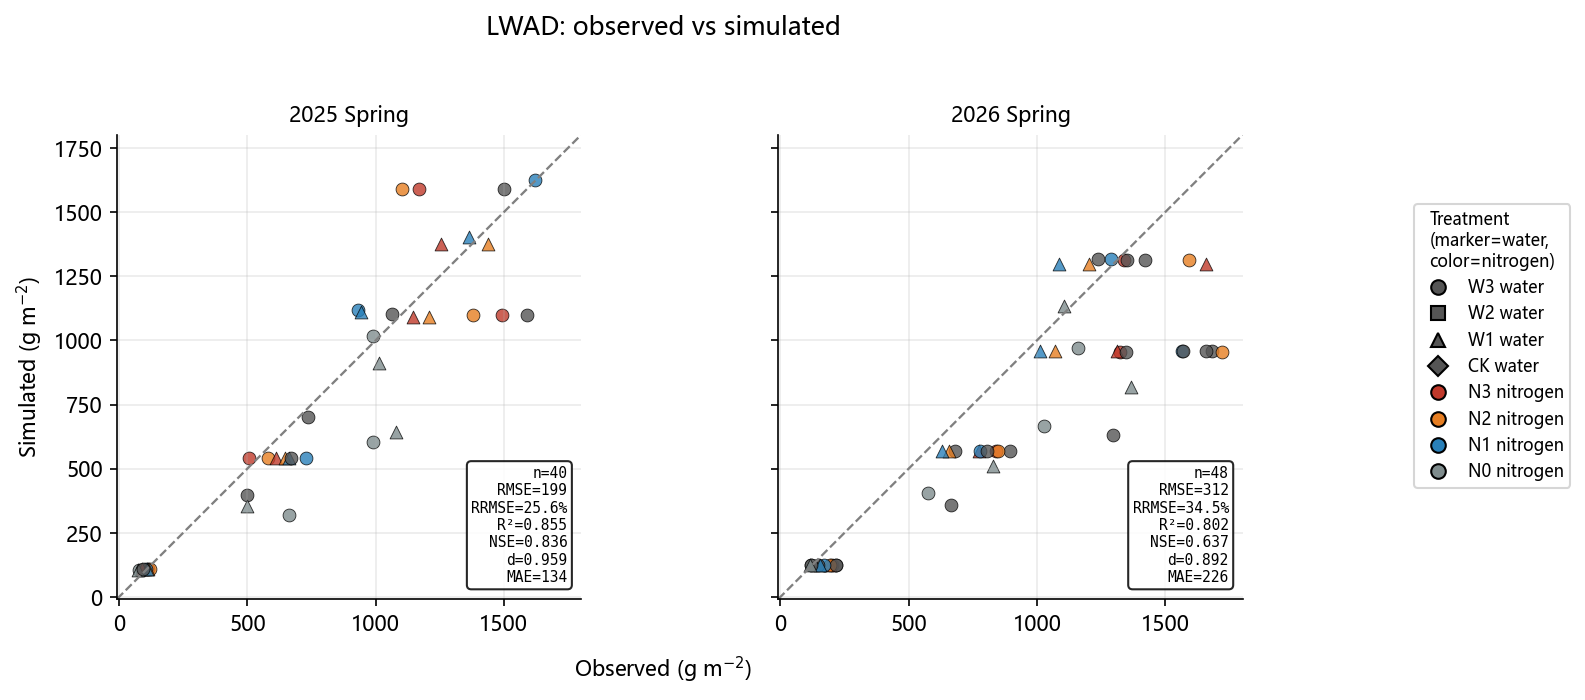 LWAD: observed vs simulated
2025 Spring
2026 Spring
Simulated (g m⁻²)
1750
1500
1250
1000
750
500
250
0
0
500
1000
1500
n=40
RMSE=199
RRMSE=25.6%
R²=0.855
NSE=0.836
d=0.959
MAE=134
0
500
1000
1500
n=48
RMSE=312
RRMSE=34.5%
R²=0.802
NSE=0.637
d=0.892
MAE=226
Observed (g m⁻²)
Treatment
(marker=water,
color=nitrogen)
W3 water
W2 water
W1 water
CK water
N3 nitrogen
N2 nitrogen
N1 nitrogen
N0 nitrogen